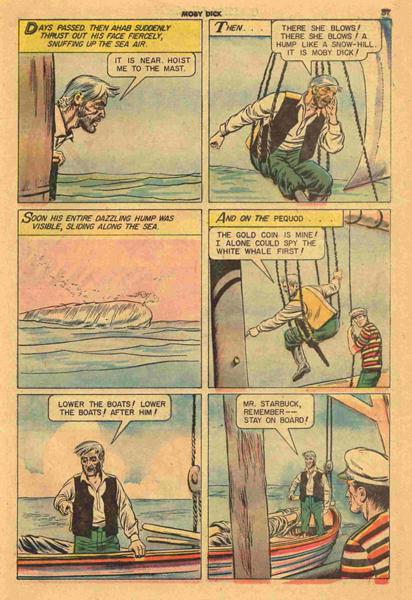 MOBY DICK
37
DAYS PASSED. THEN AHAB SUDDENLY
THRUST OUT HIS FACE FIERCELY,
SNUFFING UP THE SEA AIR.
IT IS NEAR. HOIST
ME TO THE MAST.
THEN . . .
THERE SHE BLOWS!
THERE SHE BLOWS! A
HUMP LIKE A SNOW-HILL.
IT IS MOBY DICK!
SOON HIS ENTIRE DAZZLING HUMP WAS
VISIBLE, SLIDING ALONG THE SEA.
AND ON THE PEQUOD . . . .
THE GOLD COIN IS MINE!
I ALONE COULD SPY THE
WHITE WHALE FIRST!
LOWER THE BOATS! LOWER
THE BOATS! AFTER HIM!
MR. STARBUCK,
REMEMBER--
STAY ON BOARD!